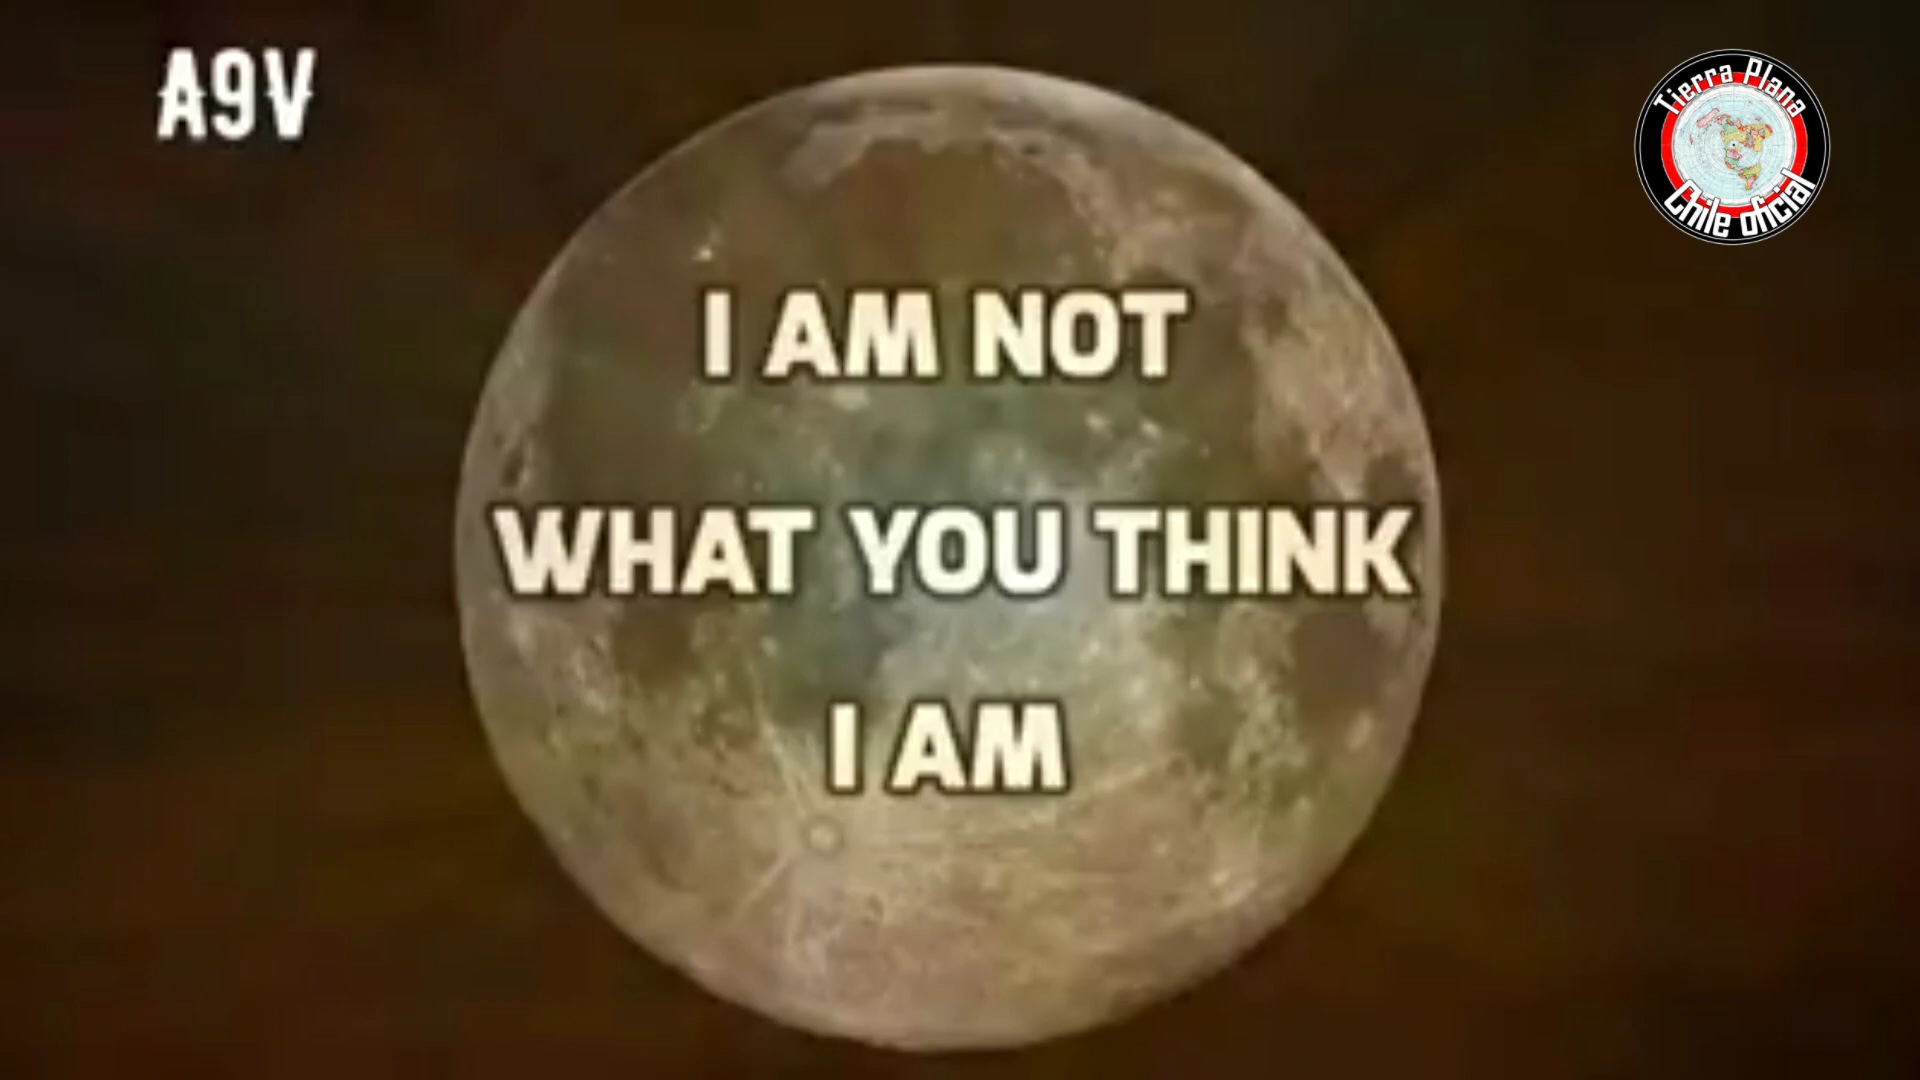 A9V
Tierra Plana
Chile oficial
I AM NOT
WHAT YOU THINK
I AM